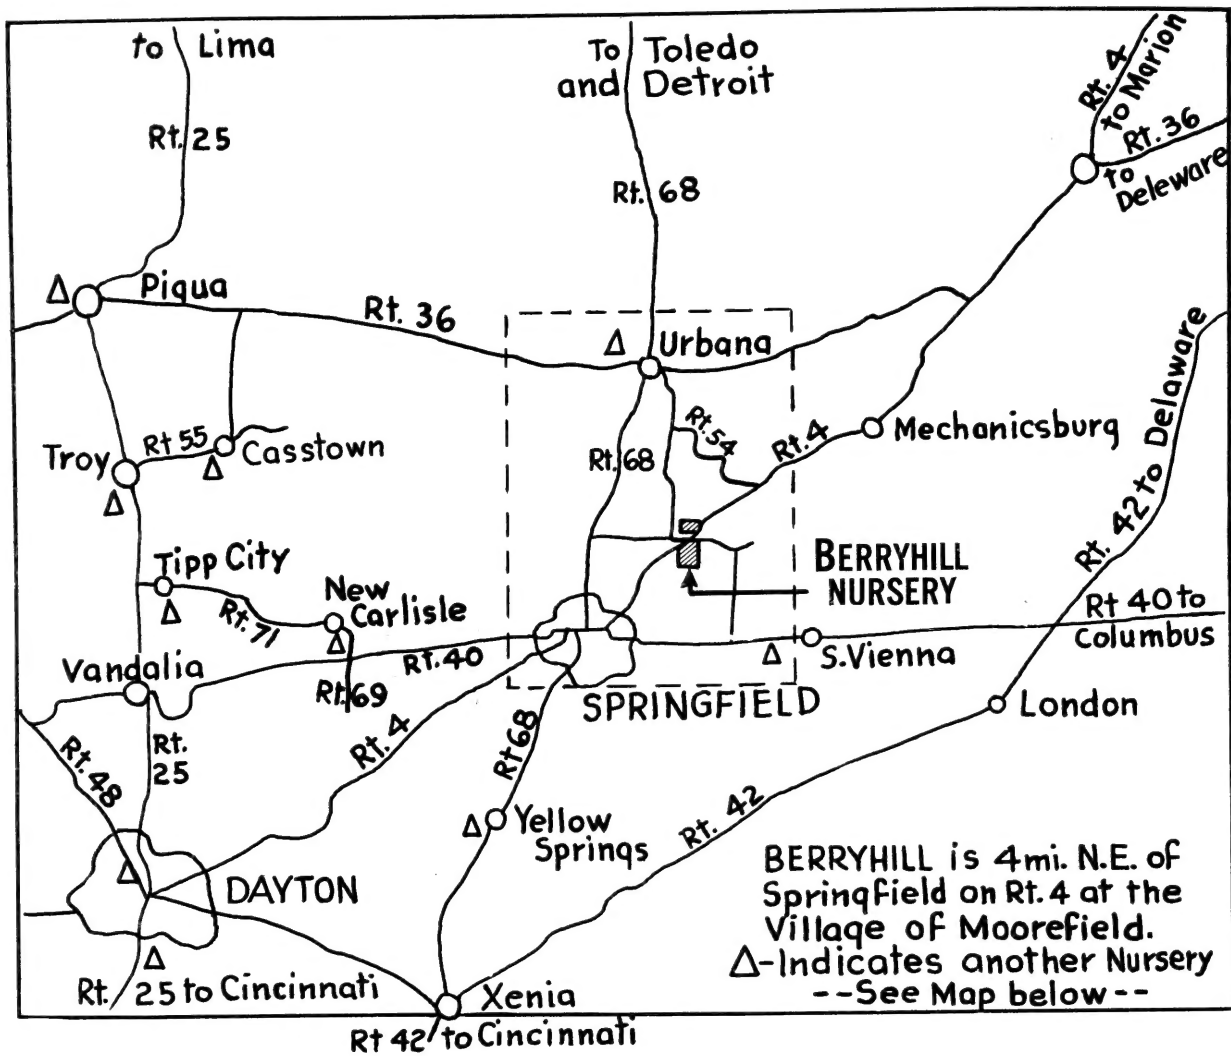 to Lima
To Toledo
and Detroit
Rt. 4
to Marion
Rt. 36
to
Deleware
Rt. 25
Rt. 68
Δ Piqua
Rt. 36
Δ Urbana
Rt. 54
Rt. 4
Mechanicsburg
Rt. 42 to Delaware
Troy
Δ
Rt 55
Δ
Casstown
Rt. 68
BERRYHILL
NURSERY
Tipp City
Δ
Rt. 71
New
Carlisle
Δ
Rt. 69
Vandalia
Rt. 40
Δ
S.Vienna
Rt 40 to
Columbus
SPRINGFIELD
London
Rt. 48
Rt.
25
Rt. 4
Rt 68
Rt. 42
Δ Yellow
Springs
Δ
DAYTON
Δ
Rt. 25 to Cincinnati
Xenia
Rt 42 to Cincinnati
BERRYHILL is 4mi. N.E. of
Springfield on Rt. 4 at the
Village of Moorefield.
Δ-Indicates another Nursery
--See Map below--